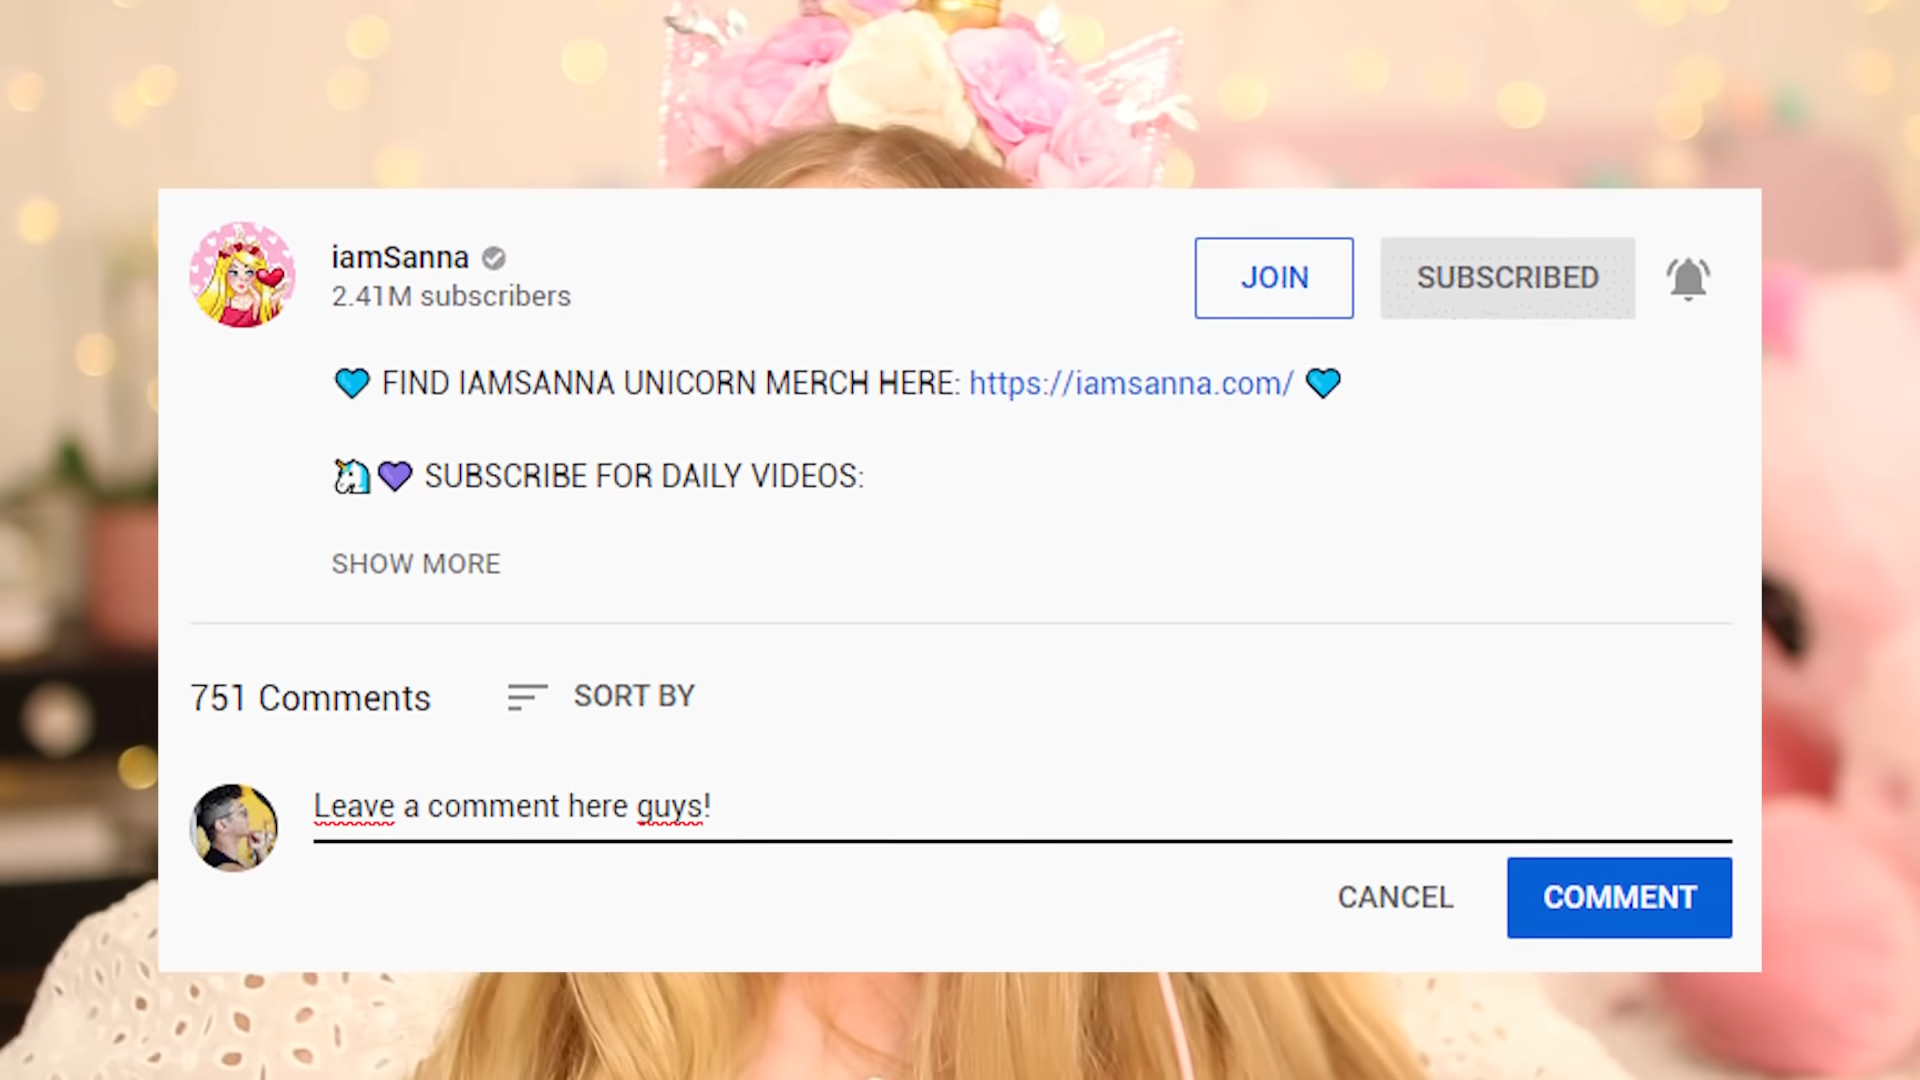 iamSanna
2.41M subscribers
JOIN
SUBSCRIBED
💙 FIND IAMSANNA UNICORN MERCH HERE: https://iamsanna.com/ 💙
🦄💜 SUBSCRIBE FOR DAILY VIDEOS:
SHOW MORE
751 Comments
SORT BY
Leave a comment here guys!
CANCEL
COMMENT